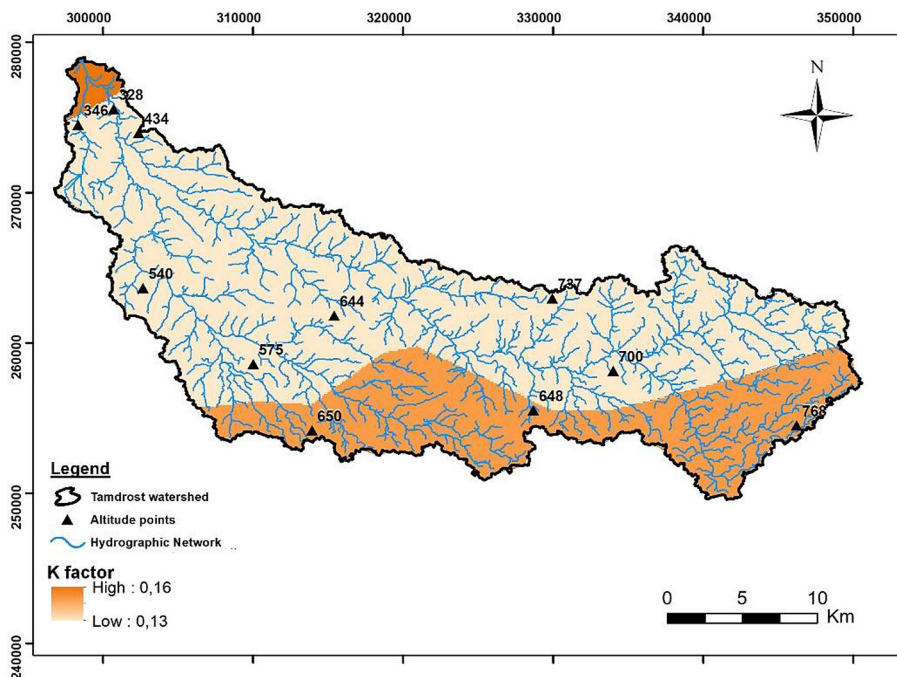 300000 310000 320000 330000 340000 350000
280000
270000
260000
250000
240000
N
328
346
434
540
644
737
575
700
650
648
768
Legend
Tamdrost watershed
Altitude points
Hydrographic Network
K factor
High : 0,16
Low : 0,13
0 5 10
Km